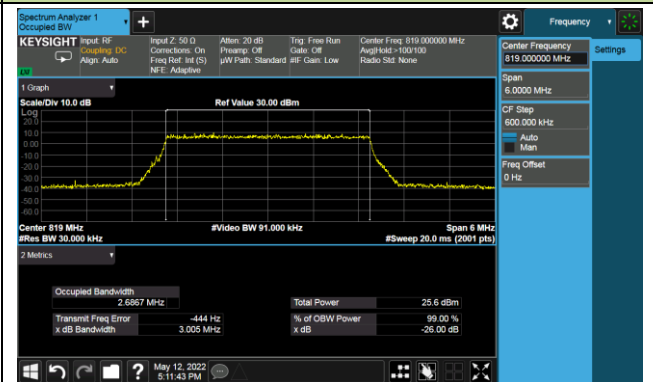 Spectrum Analyzer 1
Occupied BW
Frequency
KEYSIGHT
Input: RF
Coupling: DC
Align: Auto
Input Z: 50 Ω
Corrections: On
Freq Ref: Int (S)
NFE: Adaptive
Atten: 20 dB
Preamp: Off
µW Path: Standard
Trig: Free Run
Gate: Off
#IF Gain: Low
Center Freq: 819.000000 MHz
Avg|Hold:>100/100
Radio Std: None
Center Frequency
819.000000 MHz
Settings
Span
6.0000 MHz
CF Step
600.000 kHz
Auto
Man
Freq Offset
0 Hz
1 Graph
Scale/Div 10.0 dB
Ref Value 30.00 dBm
Log
20.0
10.0
0.00
-10.0
-20.0
-30.0
-40.0
-50.0
-60.0
Center 819 MHz
#Video BW 91.000 kHz
Span 6 MHz
#Res BW 30.000 kHz
#Sweep 20.0 ms (2001 pts)
2 Metrics
Occupied Bandwidth
2.6867 MHz
Total Power
25.6 dBm
Transmit Freq Error
-444 Hz
% of OBW Power
99.00 %
x dB Bandwidth
3.005 MHz
x dB
-26.00 dB
?
May 12, 2022
5:11:43 PM